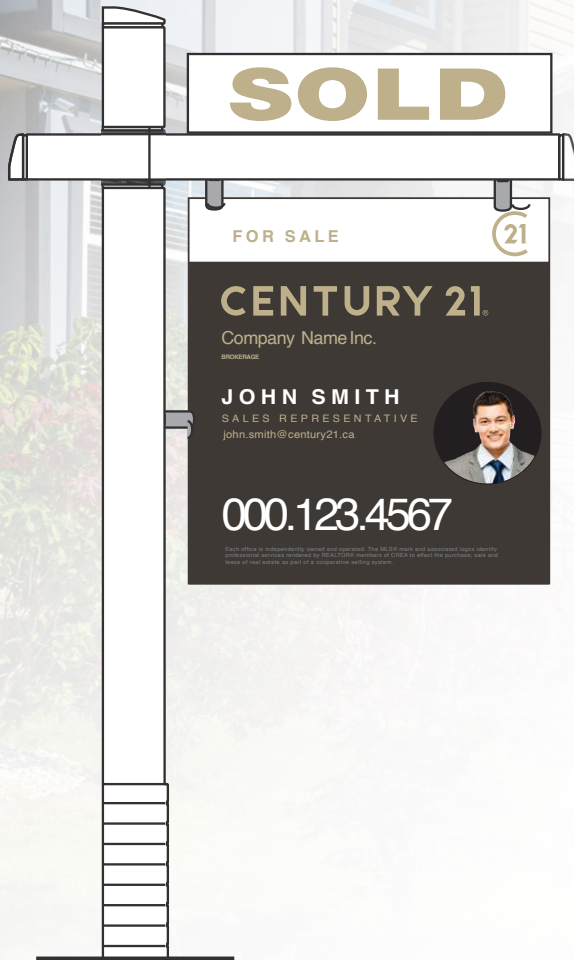 SOLD
FOR SALE
21
CENTURY 21®
Company Name Inc.
BROKERAGE
JOHN SMITH
SALES REPRESENTATIVE
john.smith@century21.ca
000.123.4567
Each office is independently owned and operated. The MLS® mark and associated logos identify
professional services rendered by REALTOR® members of CREA to effect the purchase, sale and
lease of real estate as part of a cooperative selling system.